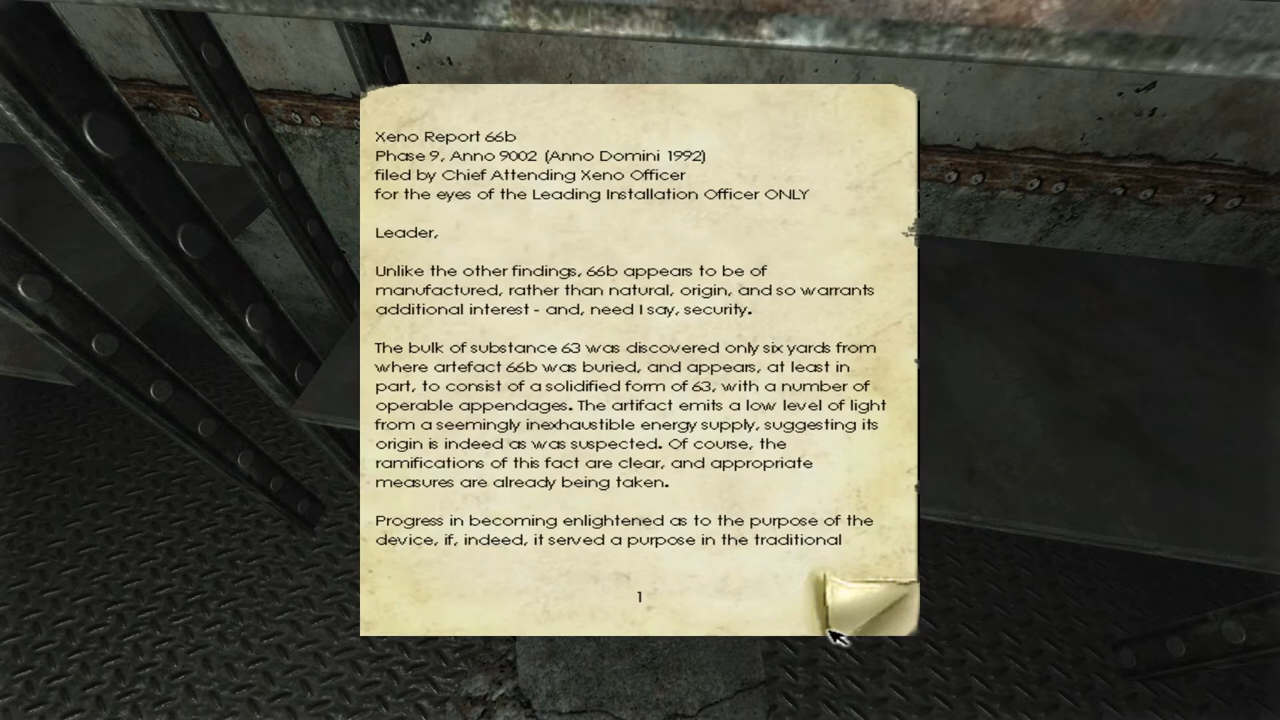 Xeno Report 66b
Phase 9, Anno 9002 (Anno Domini 1992)
filed by Chief Attending Xeno Officer
for the eyes of the Leading Installation Officer ONLY
Leader,
Unlike the other findings, 66b appears to be of
manufactured, rather than natural, origin, and so warrants
additional interest - and, need I say, security.
The bulk of substance 63 was discovered only six yards from
where artefact 66b was buried, and appears, at least in
part, to consist of a solidified form of 63, with a number of
operable appendages. The artifact emits a low level of light
from a seemingly inexhaustible energy supply, suggesting its
origin is indeed as was suspected. Of course, the
ramifications of this fact are clear, and appropriate
measures are already being taken.
Progress in becoming enlightened as to the purpose of the
device, if, indeed, it served a purpose in the traditional
1